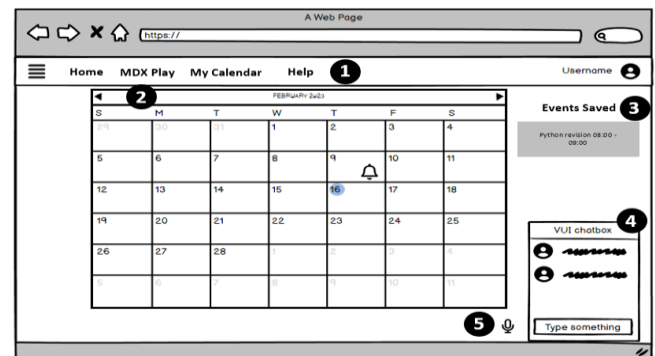 A Web Page
https://
Home MDX Play My Calendar Help 1 Username
2 FEBRUARY 2023
S M T W T F S
29 30 31 1 2 3 4
5 6 7 8 9 10 11
12 13 14 15 16 17 18
19 20 21 22 23 24 25
26 27 28 1 2 3 4
5 6 7 8 9 10 11
Events Saved 3
Python revision 08:00 -
09:00
4
VUI chatbox
Type something
5